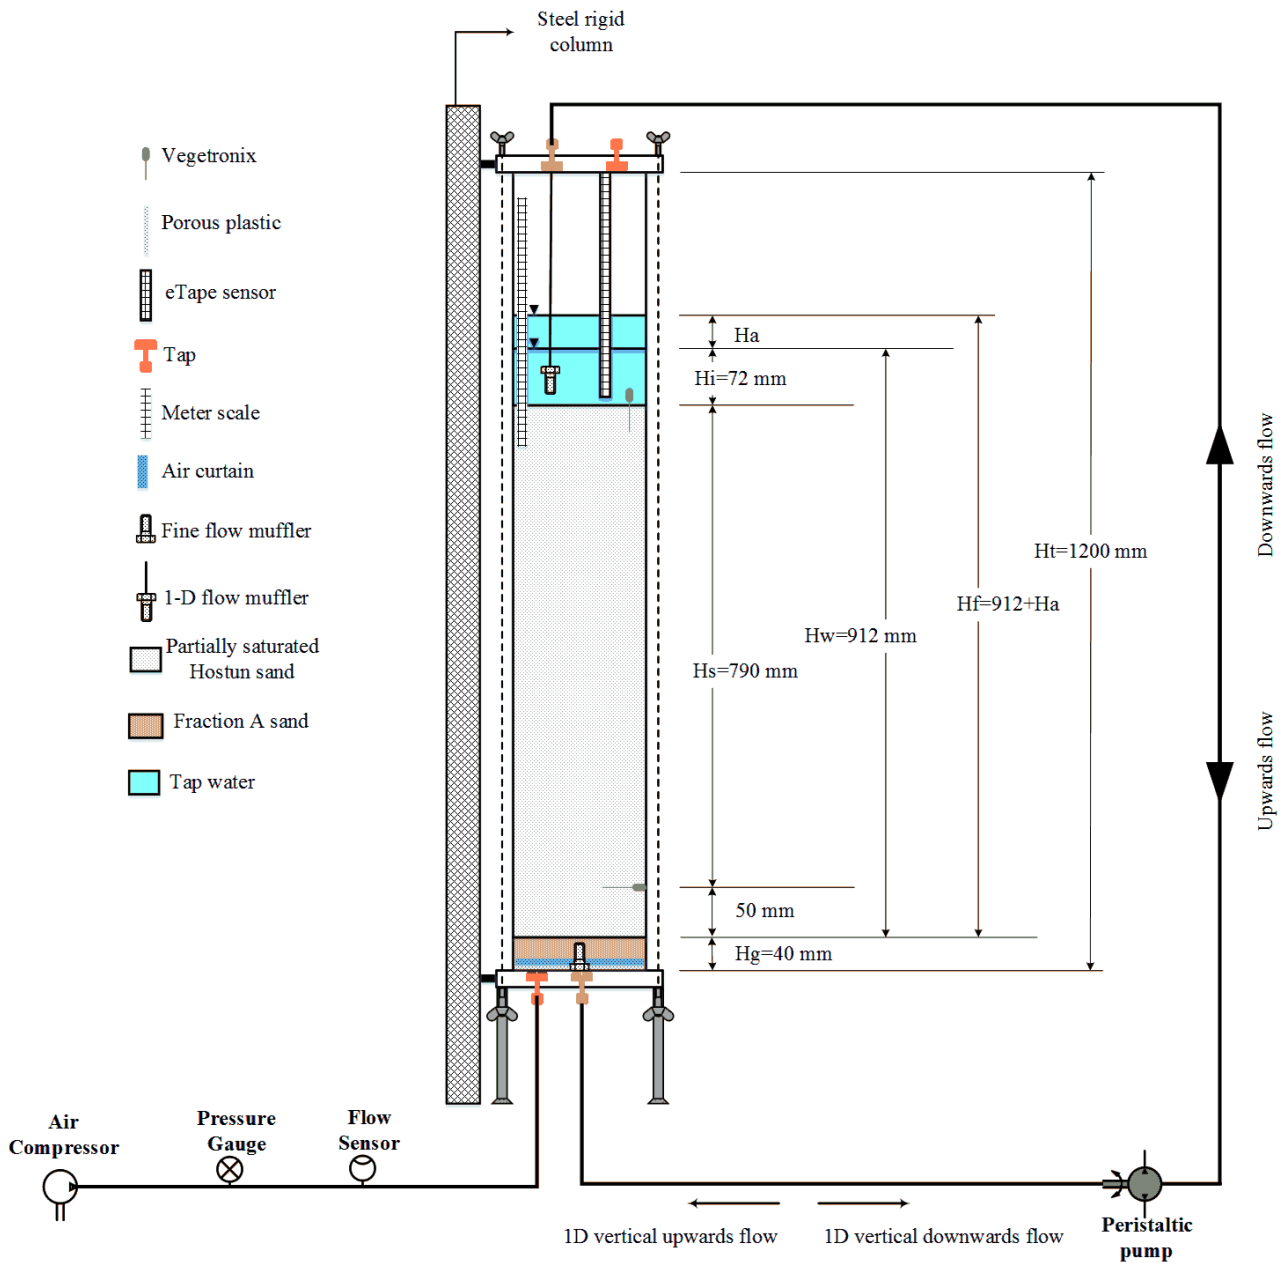 Steel rigid
column
Vegetronix
Porous plastic
eTape sensor
Tap
Meter scale
Air curtain
Fine flow muffler
1-D flow muffler
Partially saturated
Hostun sand
Fraction A sand
Tap water
Ha
Hi=72 mm
Ht=1200 mm
Hf=912+Ha
Hw=912 mm
Hs=790 mm
50 mm
Hg=40 mm
Downwards flow
Upwards flow
Air
Compressor
Pressure
Gauge
Flow
Sensor
1D vertical upwards flow
1D vertical downwards flow
Peristaltic
pump